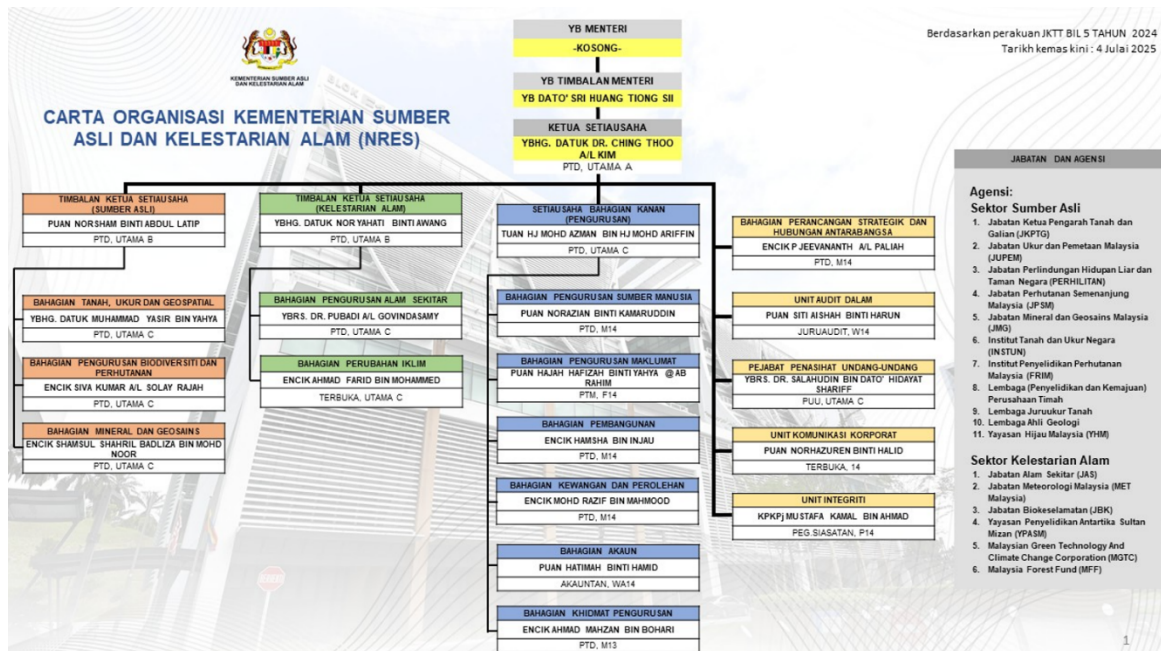 Berdasarkan perakuan JKTT BIL 5 TAHUN 2024
Tarikh kemas kini : 4 Julai 2025
KEMENTERIAN SUMBER ASLI
DAN KELESTARIAN ALAM
CARTA ORGANISASI KEMENTERIAN SUMBER
ASLI DAN KELESTARIAN ALAM (NRES)
YB MENTERI
-KOSONG-
YB TIMBALAN MENTERI
YB DATO' SRI HUANG TIONG SII
KETUA SETIAUSAHA
YBHG. DATUK DR. CHING THOO
A/L KIM
PTD, UTAMA A
TIMBALAN KETUA SETIAUSAHA
(SUMBER ASLI)
PUAN NORSHAM BINTI ABDUL LATIP
PTD, UTAMA B
BAHAGIAN TANAH, UKUR DAN GEOSPATIAL
YBHG. DATUK MUHAMMAD YASIR BIN YAHYA
PTD, UTAMA C
BAHAGIAN PENGURUSAN BIODIVERSITI DAN
PERHUTANAN
ENCIK SIVA KUMAR A/L SOLAY RAJAH
PTD, UTAMA C
BAHAGIAN MINERAL DAN GEOSAINS
ENCIK SHAMSUL SHAHRIL BADLIZA BIN MOHD
NOOR
PTD, UTAMA C
TIMBALAN KETUA SETIAUSAHA
(KELESTARIAN ALAM)
YBHG. DATUK NOR YAHATI BINTI AWANG
PTD, UTAMA B
BAHAGIAN PENGURUSAN ALAM SEKITAR
YBRS. DR. PUBADI A/L GOVINDASAMY
PTD, UTAMA C
BAHAGIAN PERUBAHAN IKLIM
ENCIK AHMAD FARID BIN MOHAMMED
TERBUKA, UTAMA C
SETIAUSAHA BAHAGIAN KANAN
(PENGURUSAN)
TUAN HJ MOHD AZMAN BIN HJ MOHD ARIFFIN
PTD, UTAMA C
BAHAGIAN PENGURUSAN SUMBER MANUSIA
PUAN NORAZIAN BINTI KAMARUDDIN
PTD, M14
BAHAGIAN PENGURUSAN MAKLUMAT
PUAN HAJAH HAFIZAH BINTI YAHYA @ AB
RAHIM
PTM, F14
BAHAGIAN PEMBANGUNAN
ENCIK HAMSHA BIN INJAU
PTD, M14
BAHAGIAN KEWANGAN DAN PEROLEHAN
ENCIK MOHD RAZIF BIN MAHMOOD
PTD, M14
BAHAGIAN AKAUN
PUAN HATIMAH BINTI HAMID
AKAUNTAN, WA14
BAHAGIAN KHIDMAT PENGURUSAN
ENCIK AHMAD MAHZAN BIN BOHARI
PTD, M13
BAHAGIAN PERANCANGAN STRATEGIK DAN
HUBUNGAN ANTARABANGSA
ENCIK P JEEVANANTH A/L PALIAH
PTD, M14
UNIT AUDIT DALAM
PUAN SITI AISHAH BINTI HARUN
JURUAUDIT, W14
PEJABAT PENASIHAT UNDANG-UNDANG
YBRS. DR. SALAHUDIN BIN DATO' HIDAYAT
SHARIFF
PUU, UTAMA C
UNIT KOMUNIKASI KORPORAT
PUAN NORHAZUREN BINTI HALID
TERBUKA, 14
UNIT INTEGRITI
KPKPj MUSTAFA KAMAL BIN AHMAD
PEG.SIASATAN, P14
JABATAN DAN AGENSI
Agensi:
Sektor Sumber Asli
1. Jabatan Ketua Pengarah Tanah dan
Galian (JKPTG)
2. Jabatan Ukur dan Pemetaan Malaysia
(JUPEM)
3. Jabatan Perlindungan Hidupan Liar dan
Taman Negara (PERHILITAN)
4. Jabatan Perhutanan Semenanjung
Malaysia (JPSM)
5. Jabatan Mineral dan Geosains Malaysia
(JMG)
6. Institut Tanah dan Ukur Negara
(INSTUN)
7. Institut Penyelidikan Perhutanan
Malaysia (FRIM)
8. Lembaga (Penyelidikan dan Kemajuan)
Perusahaan Timah
9. Lembaga Juruukur Tanah
10. Lembaga Ahli Geologi
11. Yayasan Hijau Malaysia (YHM)
Sektor Kelestarian Alam
1. Jabatan Alam Sekitar (JAS)
2. Jabatan Meteorologi Malaysia (MET
Malaysia)
3. Jabatan Biokeselamatan (JBK)
4. Yayasan Penyelidikan Antartika Sultan
Mizan (YPASM)
5. Malaysian Green Technology And
Climate Change Corporation (MGTC)
6. Malaysia Forest Fund (MFF)
1